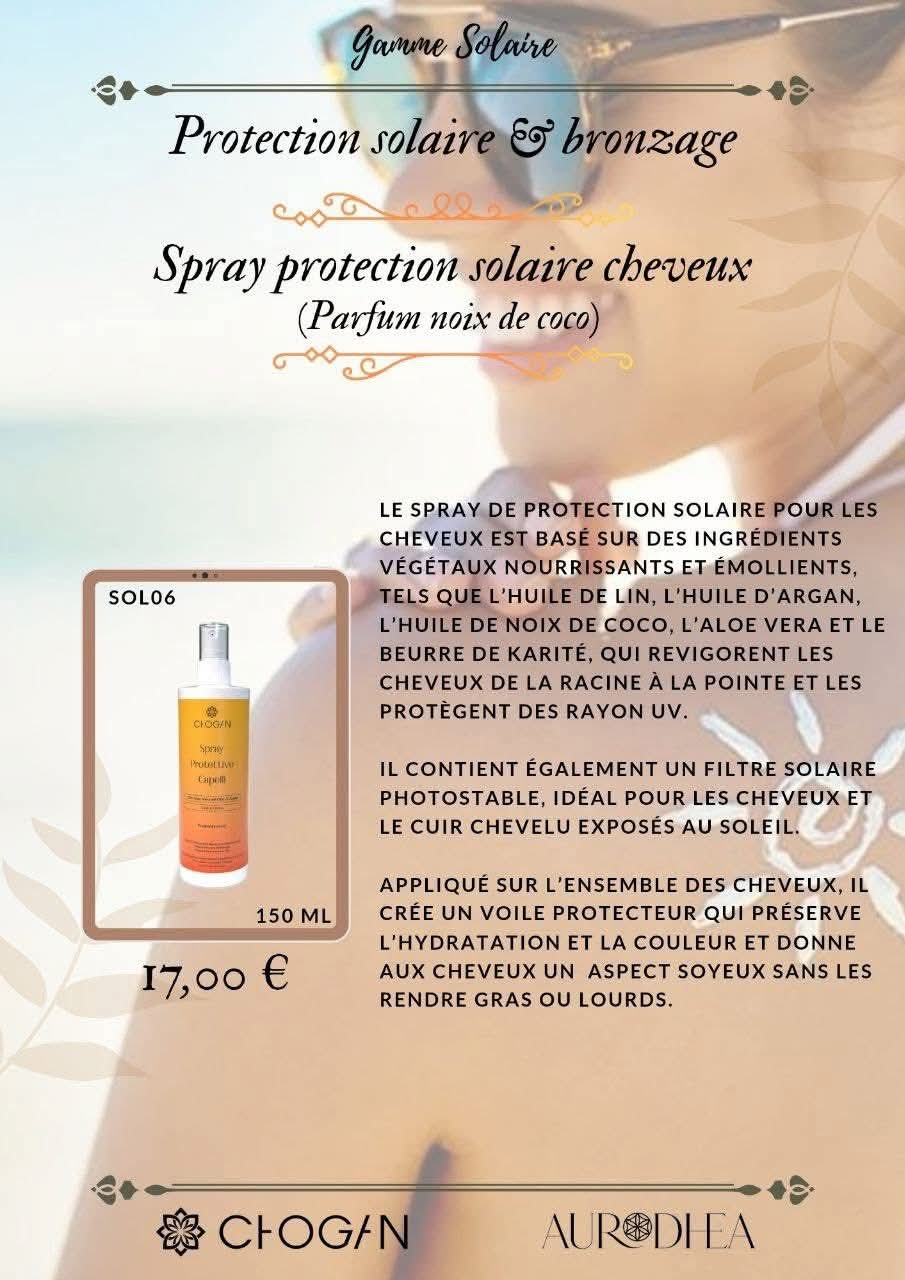 Gamme Solaire
Protection solaire & bronzage
Spray protection solaire cheveux
(Parfum noix de coco)
LE SPRAY DE PROTECTION SOLAIRE POUR LES
CHEVEUX EST BASÉ SUR DES INGRÉDIENTS
VÉGÉTAUX NOURRISSANTS ET ÉMOLLIENTS,
TELS QUE L'HUILE DE LIN, L'HUILE D'ARGAN,
L'HUILE DE NOIX DE COCO, L'ALOE VERA ET LE
BEURRE DE KARITÉ, QUI REVIGORENT LES
CHEVEUX DE LA RACINE À LA POINTE ET LES
PROTÈGENT DES RAYON UV.
IL CONTIENT ÉGALEMENT UN FILTRE SOLAIRE
PHOTOSTABLE, IDÉAL POUR LES CHEVEUX ET
LE CUIR CHEVELU EXPOSÉS AU SOLEIL.
APPLIQUÉ SUR L'ENSEMBLE DES CHEVEUX, IL
CRÉE UN VOILE PROTECTEUR QUI PRÉSERVE
L'HYDRATATION ET LA COULEUR ET DONNE
AUX CHEVEUX UN ASPECT SOYEUX SANS LES
RENDRE GRAS OU LOURDS.
SOL06
CHOGAN
Spray
Protettivo
Capelli
150 ML
17,00 €
CHOGAN
AURODHEA